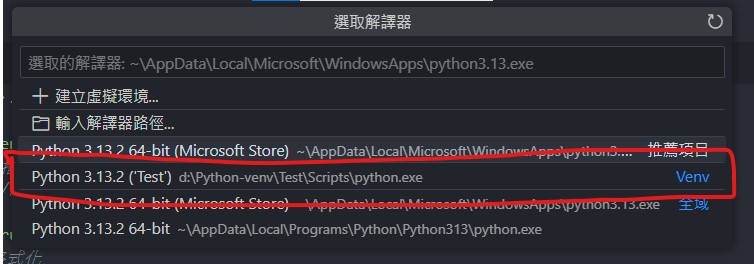 選取解譯器
選取的解譯器: ~\AppData\Local\Microsoft\WindowsApps\python3.13.exe
建立虛擬環境...
輸入解譯器路徑...
Python 3.13.2 64-bit (Microsoft Store) ~\AppData\Local\Microsoft\WindowsApps\python3.... 推薦項目
Python 3.13.2 ('Test') d:\Python-venv\Test\Scripts\python.exe Venv
Python 3.13.2 64-bit (Microsoft Store) ~\AppData\Local\Microsoft\WindowsApps\python3.13.exe 全域
Python 3.13.2 64-bit ~\AppData\Local\Programs\Python\Python313\python.exe
式化